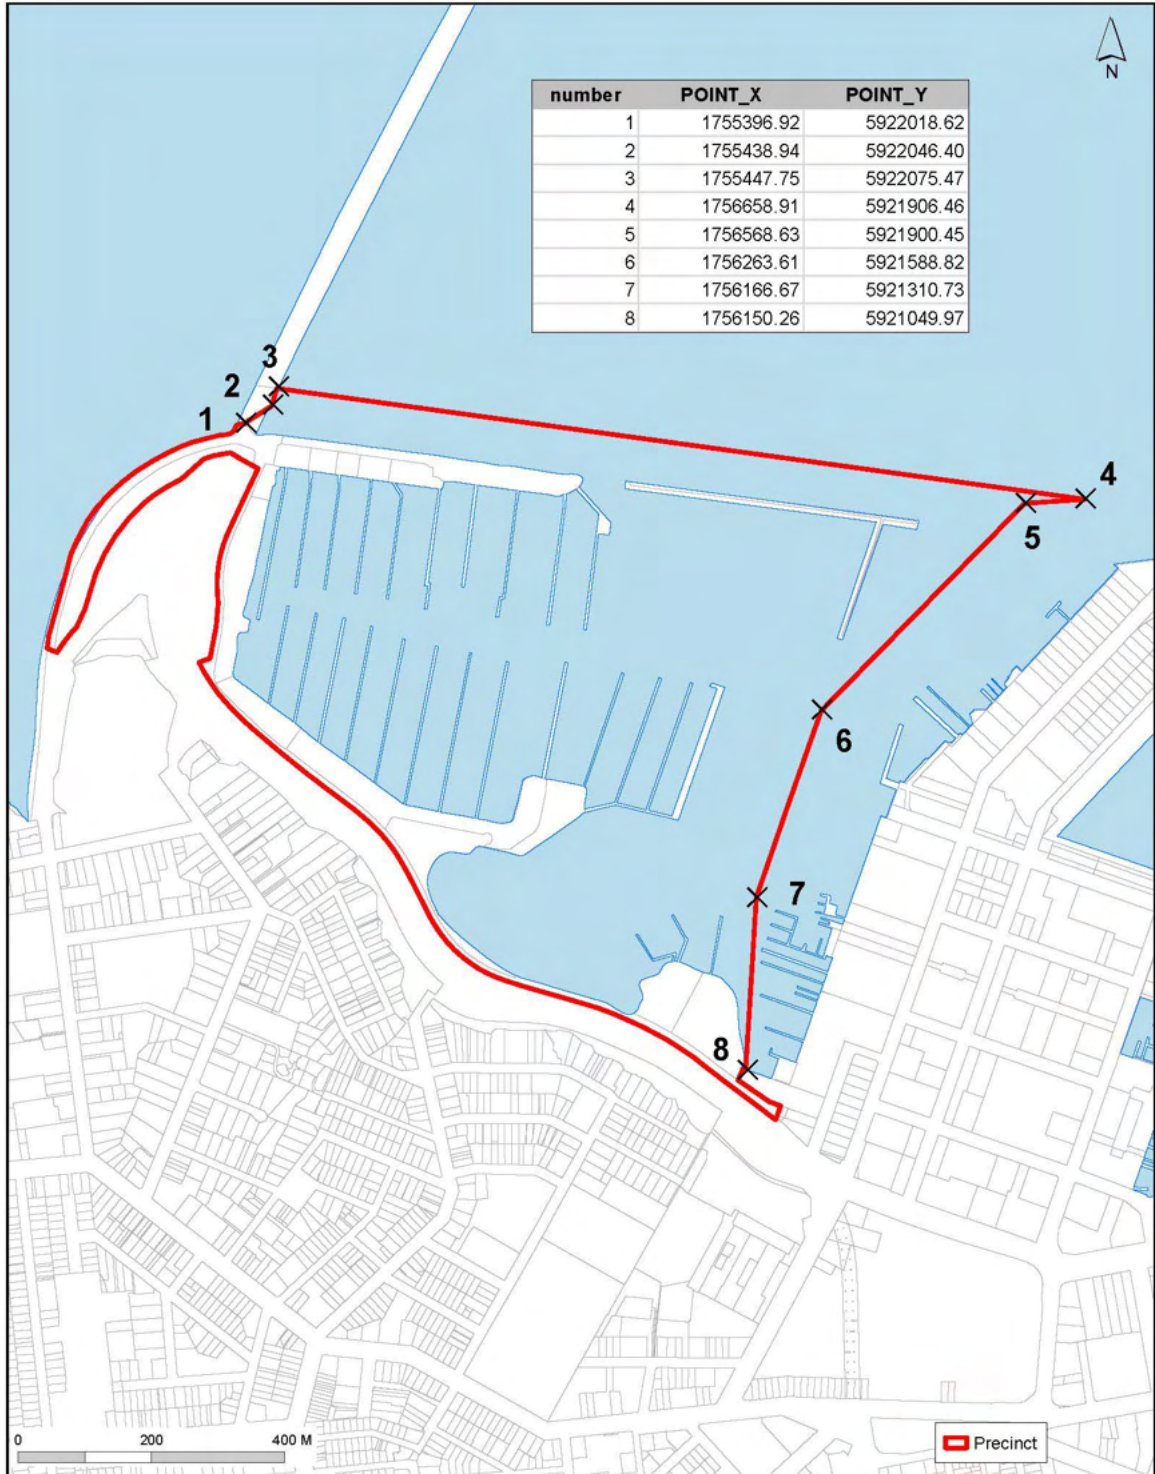 N
number POINT_X POINT_Y
1 1755396.92 5922018.62
2 1755438.94 5922046.40
3 1755447.75 5922075.47
4 1756658.91 5921906.46
5 1756568.63 5921900.45
6 1756263.61 5921588.82
7 1756166.67 5921310.73
8 1756150.26 5921049.97
3
2
1
4
5
6
7
8
0 200 400 M
Precinct